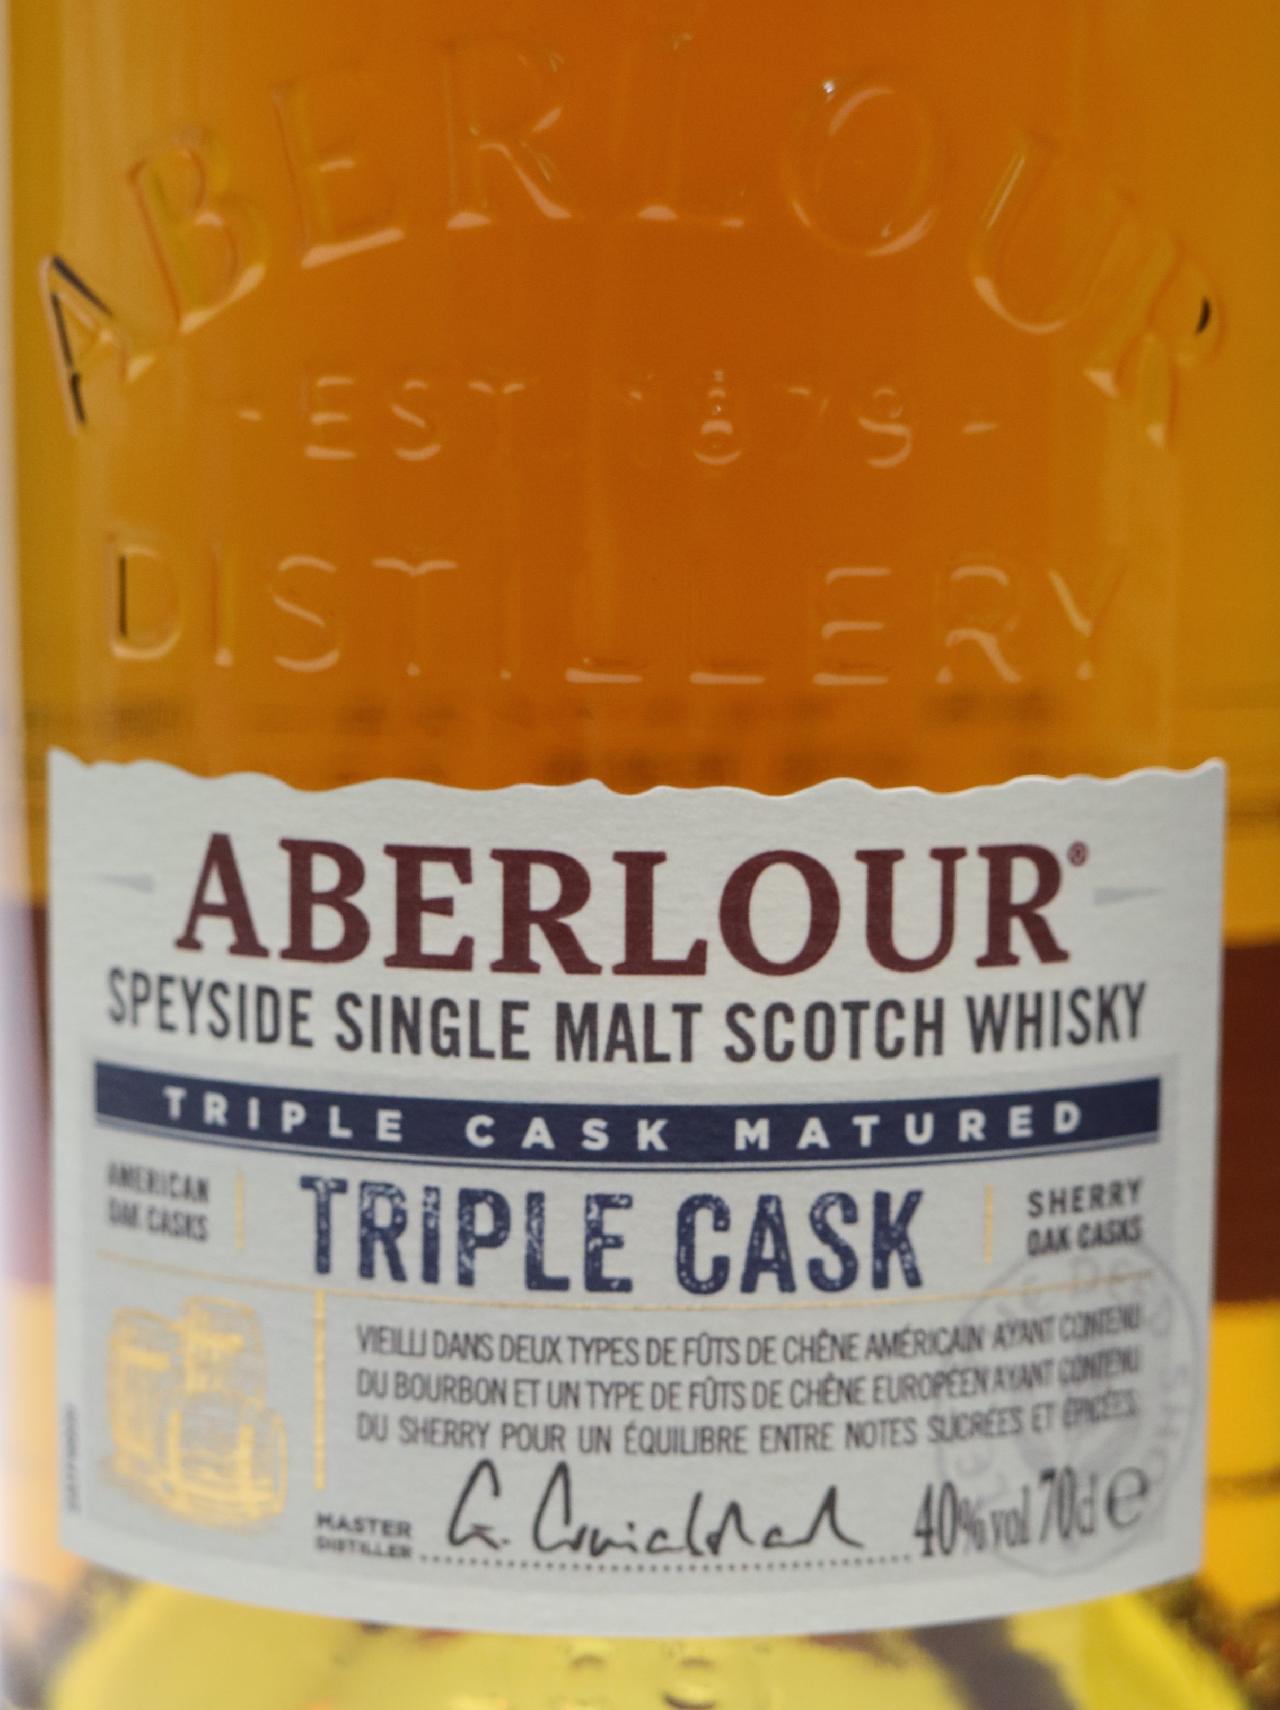 ABERLOUR
-EST 1879-
DISTILLERY
ABERLOUR®
SPEYSIDE SINGLE MALT SCOTCH WHISKY
TRIPLE CASK MATURED
AMERICAN
OAK CASKS
TRIPLE CASK
SHERRY
OAK CASKS
VIEILLI DANS DEUX TYPES DE FÛTS DE CHÊNE AMÉRICAIN AYANT CONTENU
DU BOURBON ET UN TYPE DE FÛTS DE CHÊNE EUROPÉEN AYANT CONTENU
DU SHERRY POUR UN ÉQUILIBRE ENTRE NOTES SUCRÉES ET ÉPICÉES.
MASTER
DISTILLER
40%vol 70cl e